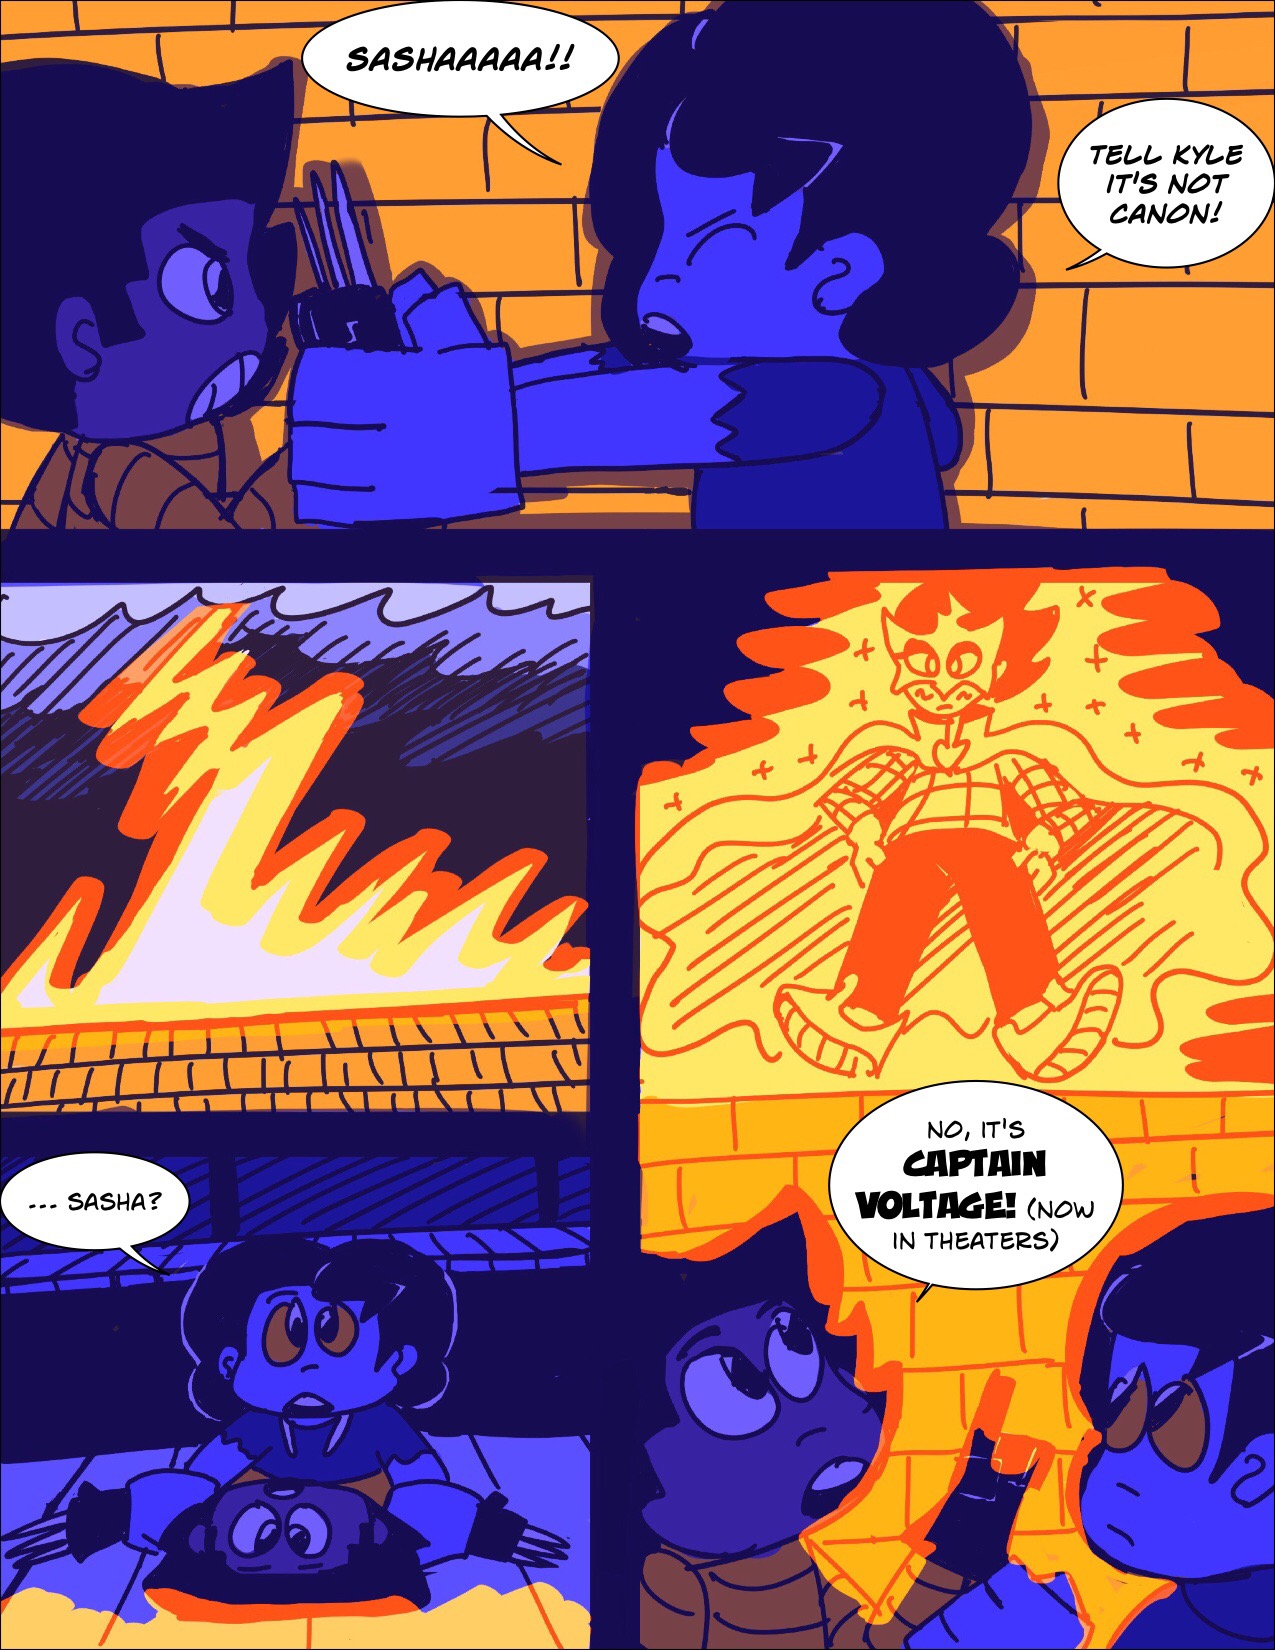 SASHAAAAA!!
TELL KYLE
IT'S NOT
CANON!
... SASHA?
NO, IT'S
CAPTAIN
VOLTAGE! (NOW
IN THEATERS)